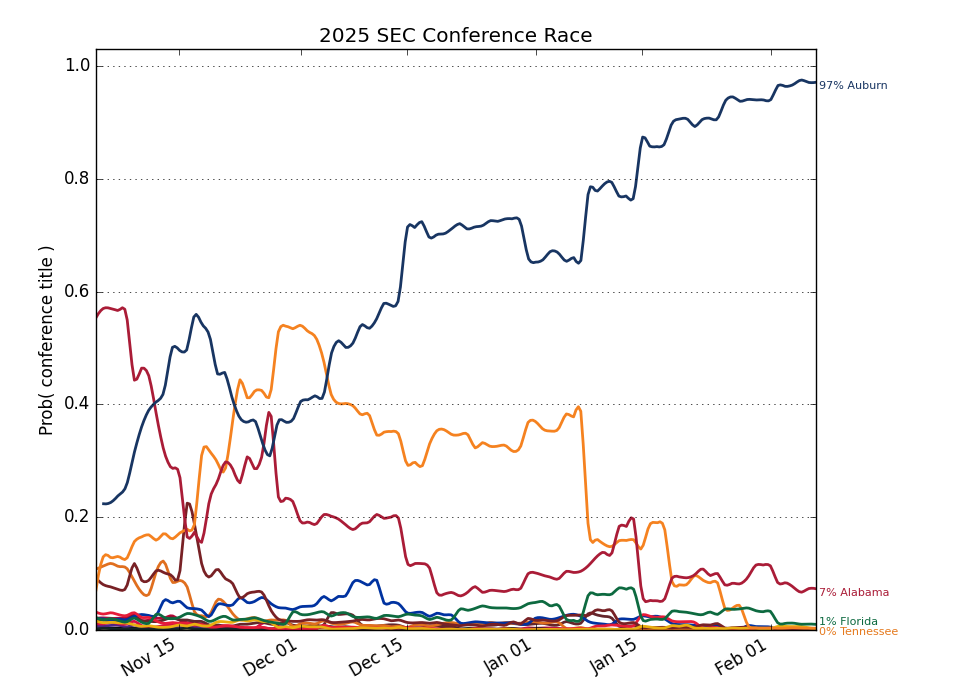 2025 SEC Conference Race
Prob( conference title )
1.0
0.8
0.6
0.4
0.2
0.0
Nov 15
Dec 01
Dec 15
Jan 01
Jan 15
Feb 01
97% Auburn
7% Alabama
1% Florida
0% Tennessee